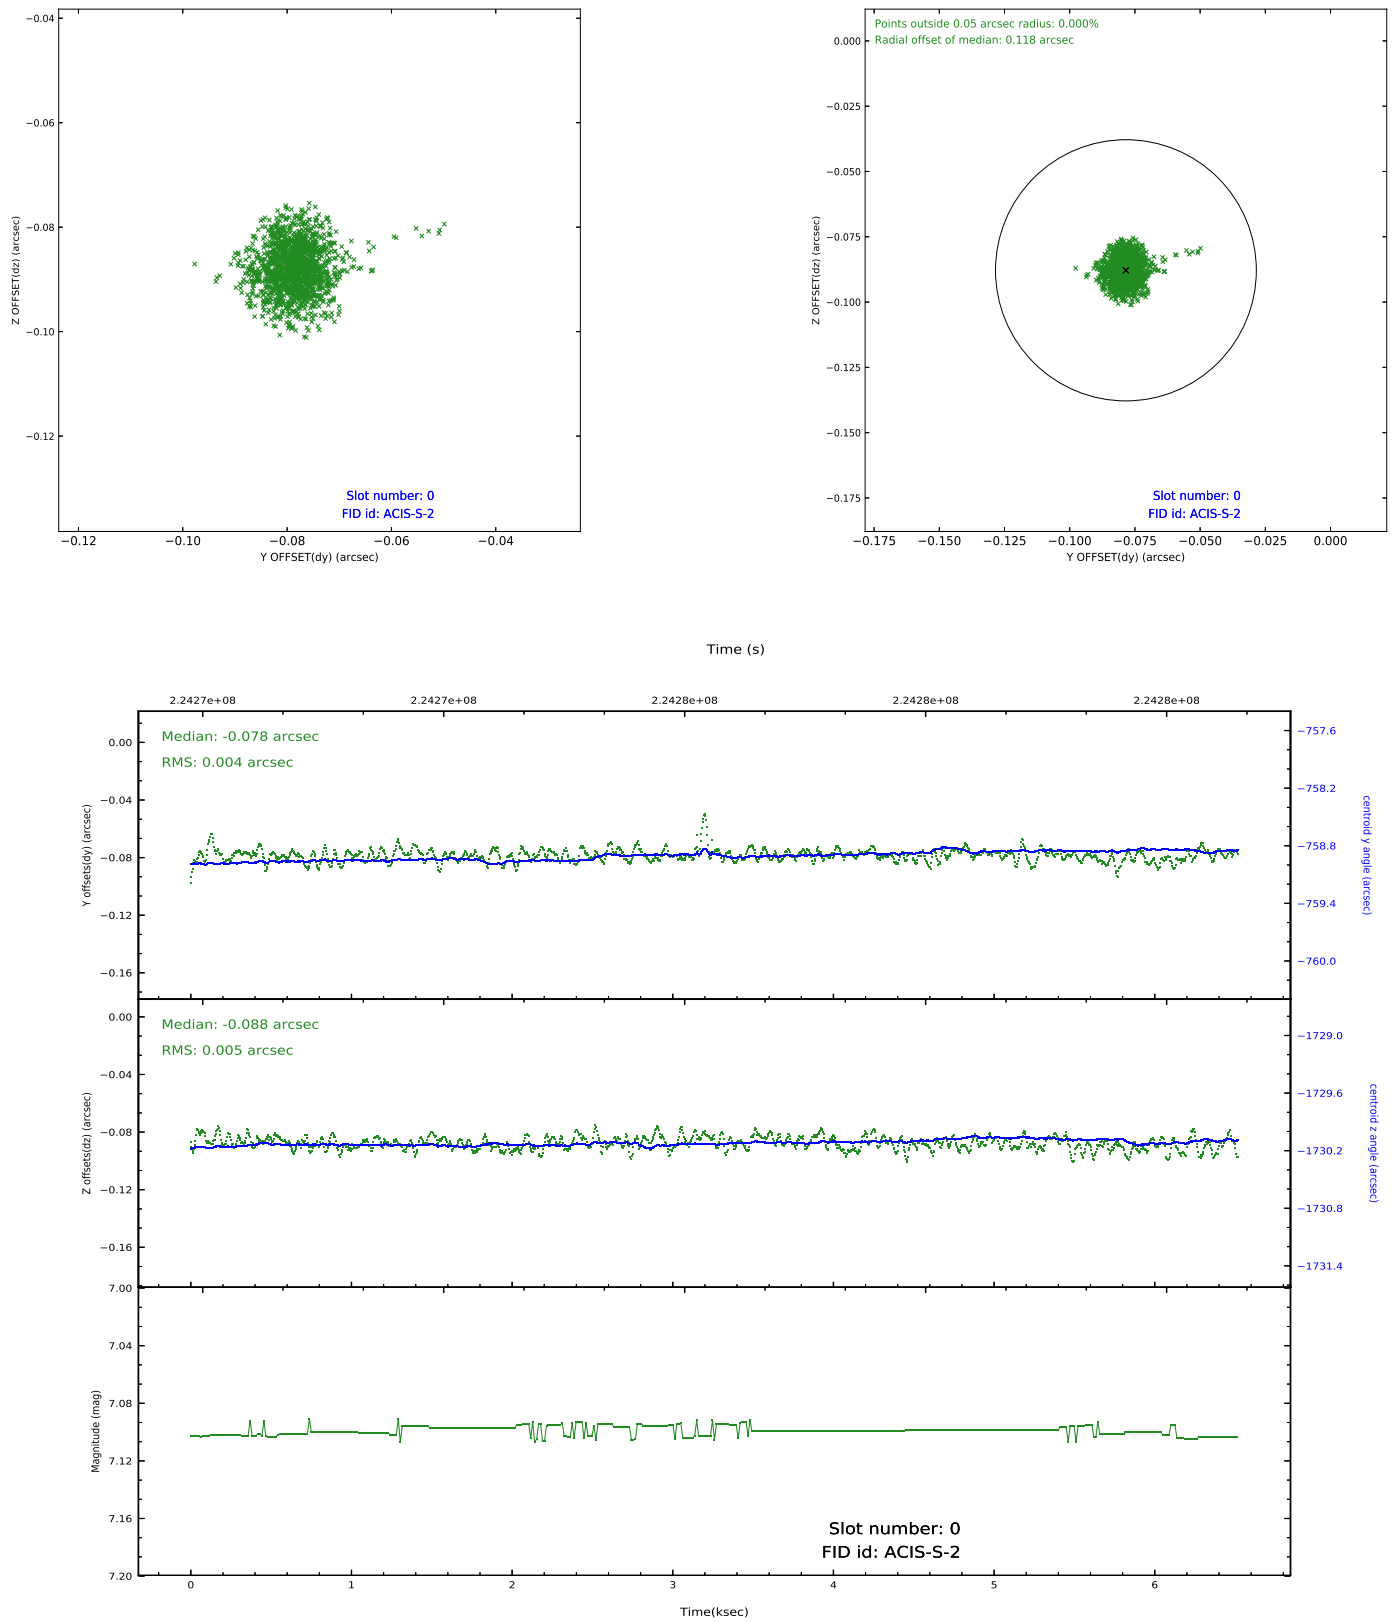 −0.04
−0.06
−0.08
−0.10
−0.12
Z OFFSET(dz) (arcsec)
Slot number: 0
FID id: ACIS-S-2
−0.12 −0.10 −0.08 −0.06 −0.04
Y OFFSET(dy) (arcsec)
Points outside 0.05 arcsec radius: 0.000%
Radial offset of median: 0.118 arcsec
0.000
−0.025
−0.050
−0.075
−0.100
−0.125
−0.150
−0.175
Z OFFSET(dz) (arcsec)
Slot number: 0
FID id: ACIS-S-2
−0.175 −0.150 −0.125 −0.100 −0.075 −0.050 −0.025 0.000
Y OFFSET(dy) (arcsec)
Time (s)
2.2427e+08 2.2427e+08 2.2428e+08 2.2428e+08 2.2428e+08
Median: -0.078 arcsec
RMS: 0.004 arcsec
0.00
−0.04
−0.08
−0.12
−0.16
Y offsets(dy) (arcsec)
−757.6
−758.2
−758.8
−759.4
−760.0
centroid y angle (arcsec)
Median: -0.088 arcsec
RMS: 0.005 arcsec
0.00
−0.04
−0.08
−0.12
−0.16
Z offsets(dz) (arcsec)
−1729.0
−1729.6
−1730.2
−1730.8
−1731.4
centroid z angle (arcsec)
7.00
7.04
7.08
7.12
7.16
7.20
Magnitude (mag)
Slot number: 0
FID id: ACIS-S-2
0 1 2 3 4 5 6
Time(ksec)